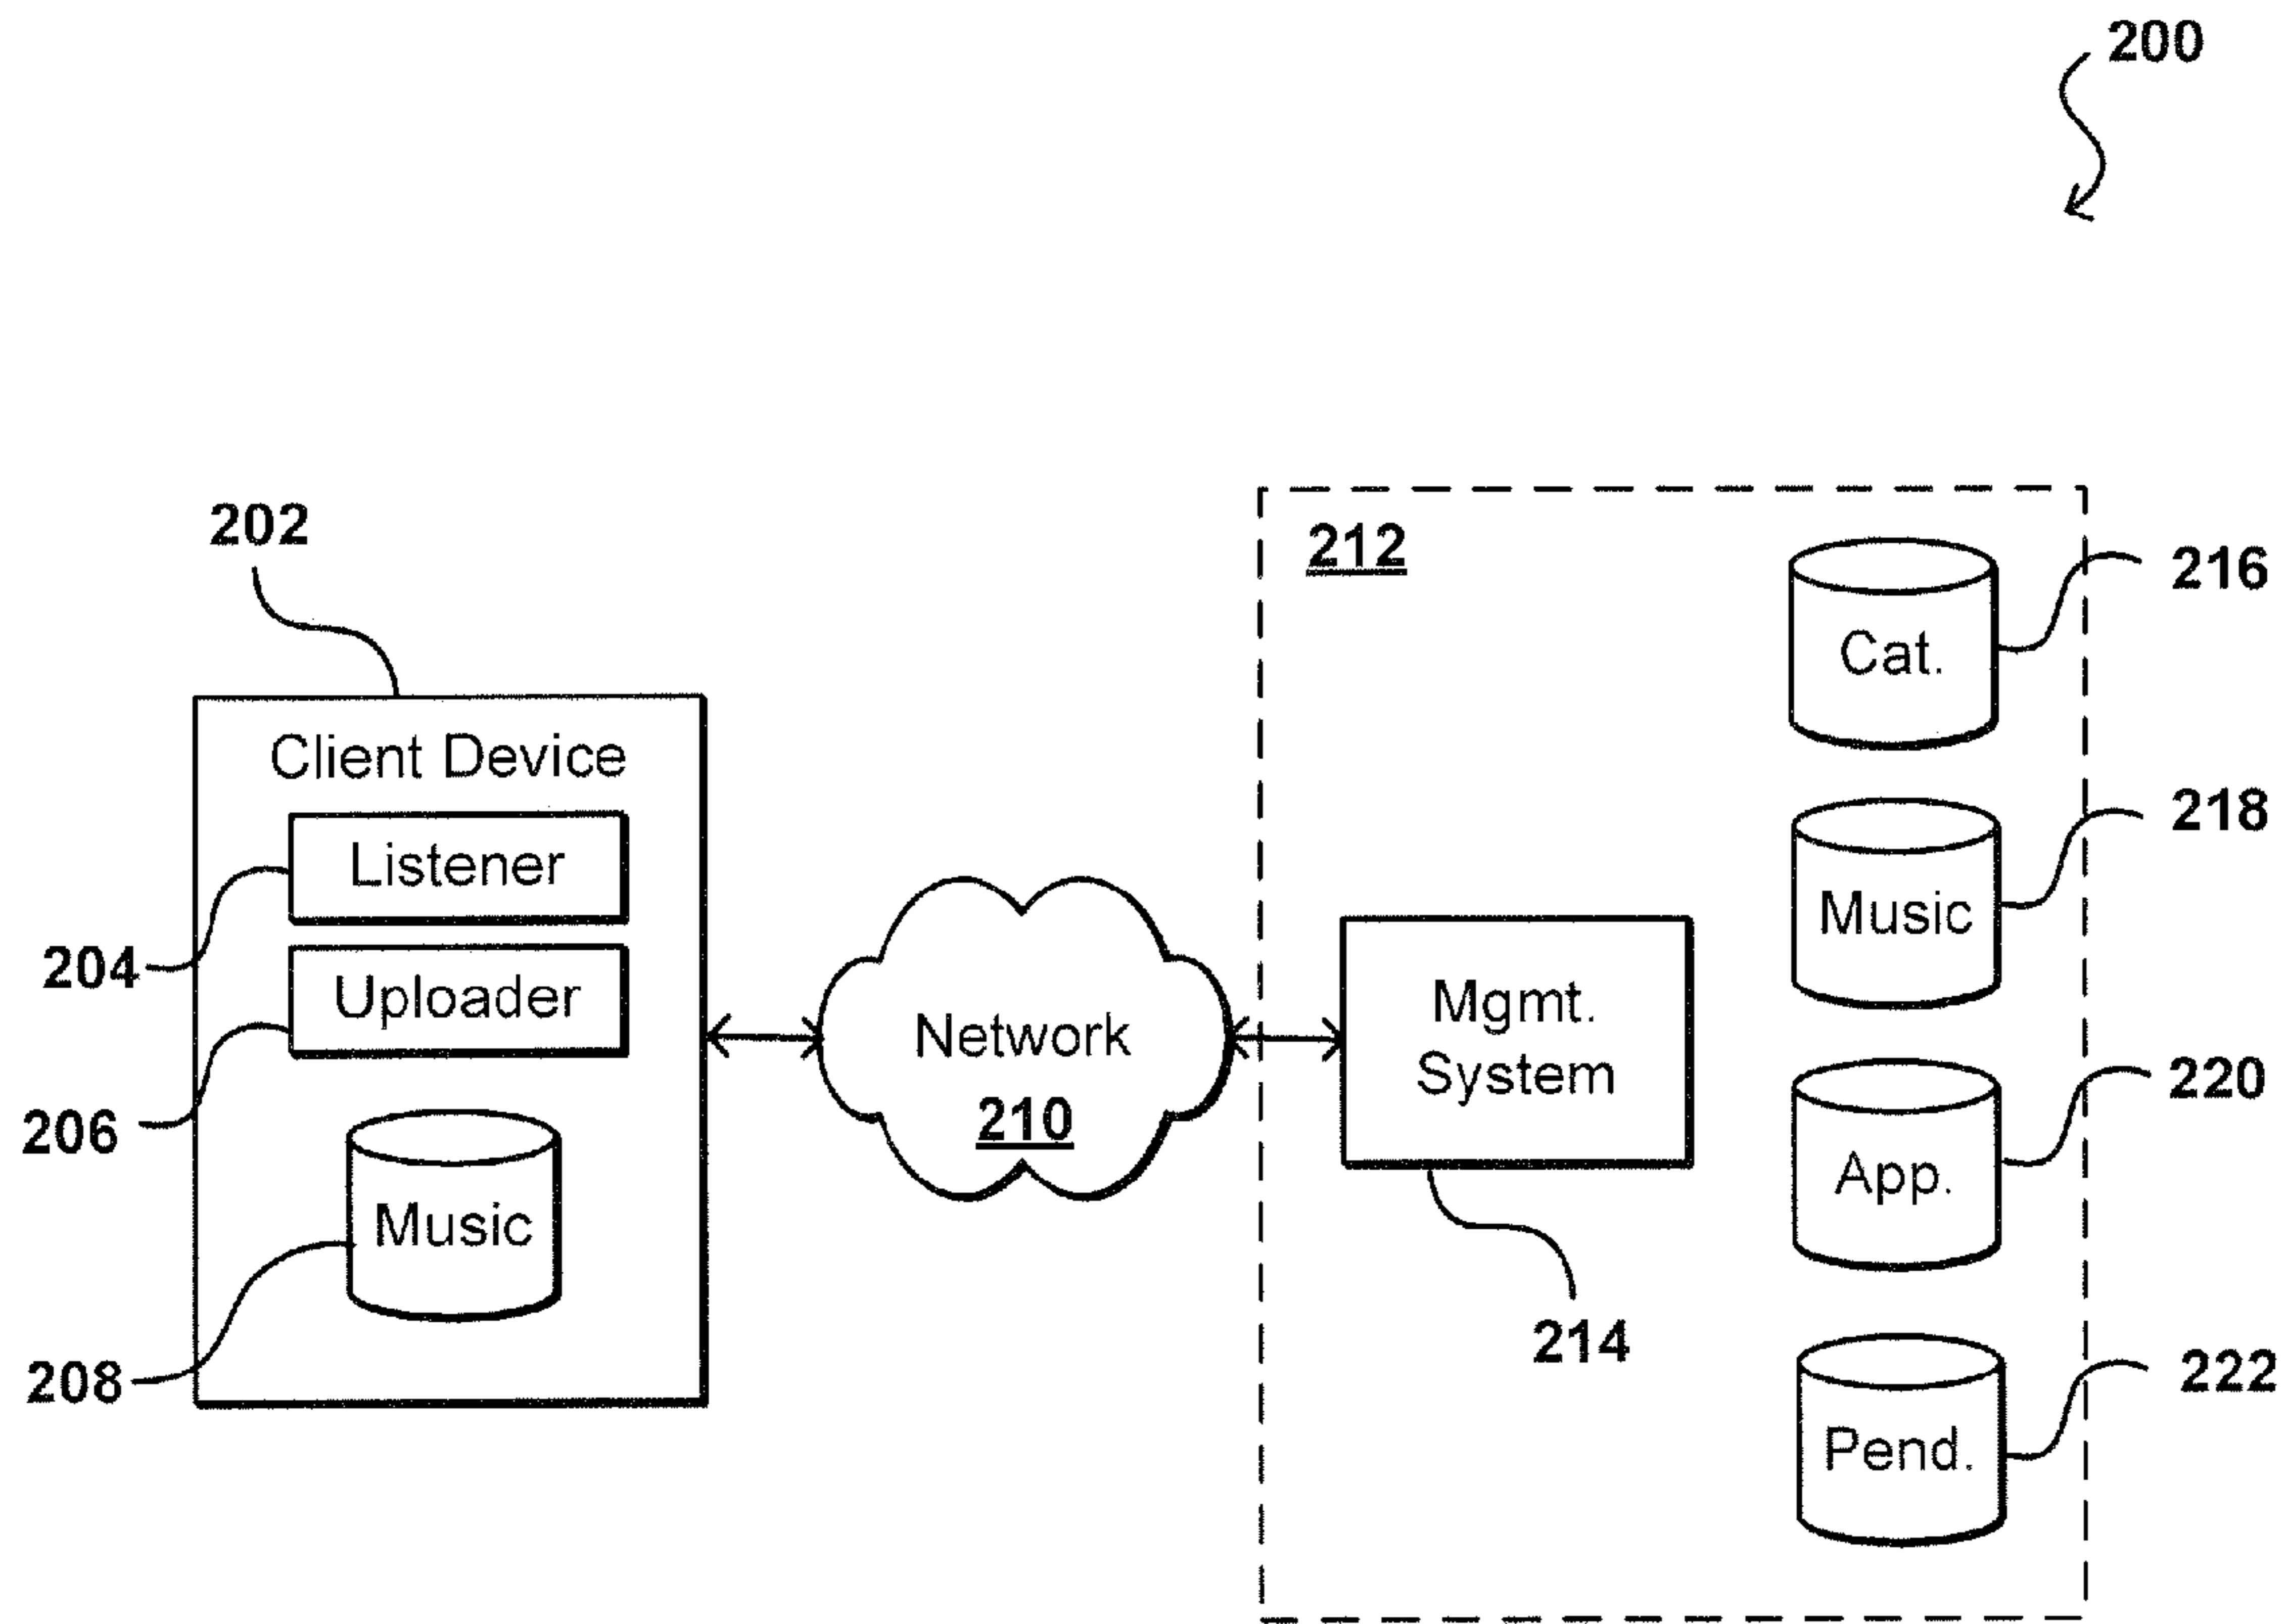 200
202
212
216
Client Device
Cat.
Listener
218
204
Music
Uploader
Mgmt.
Network
System
220
206
210
App.
Music
214
208
222
Pend.